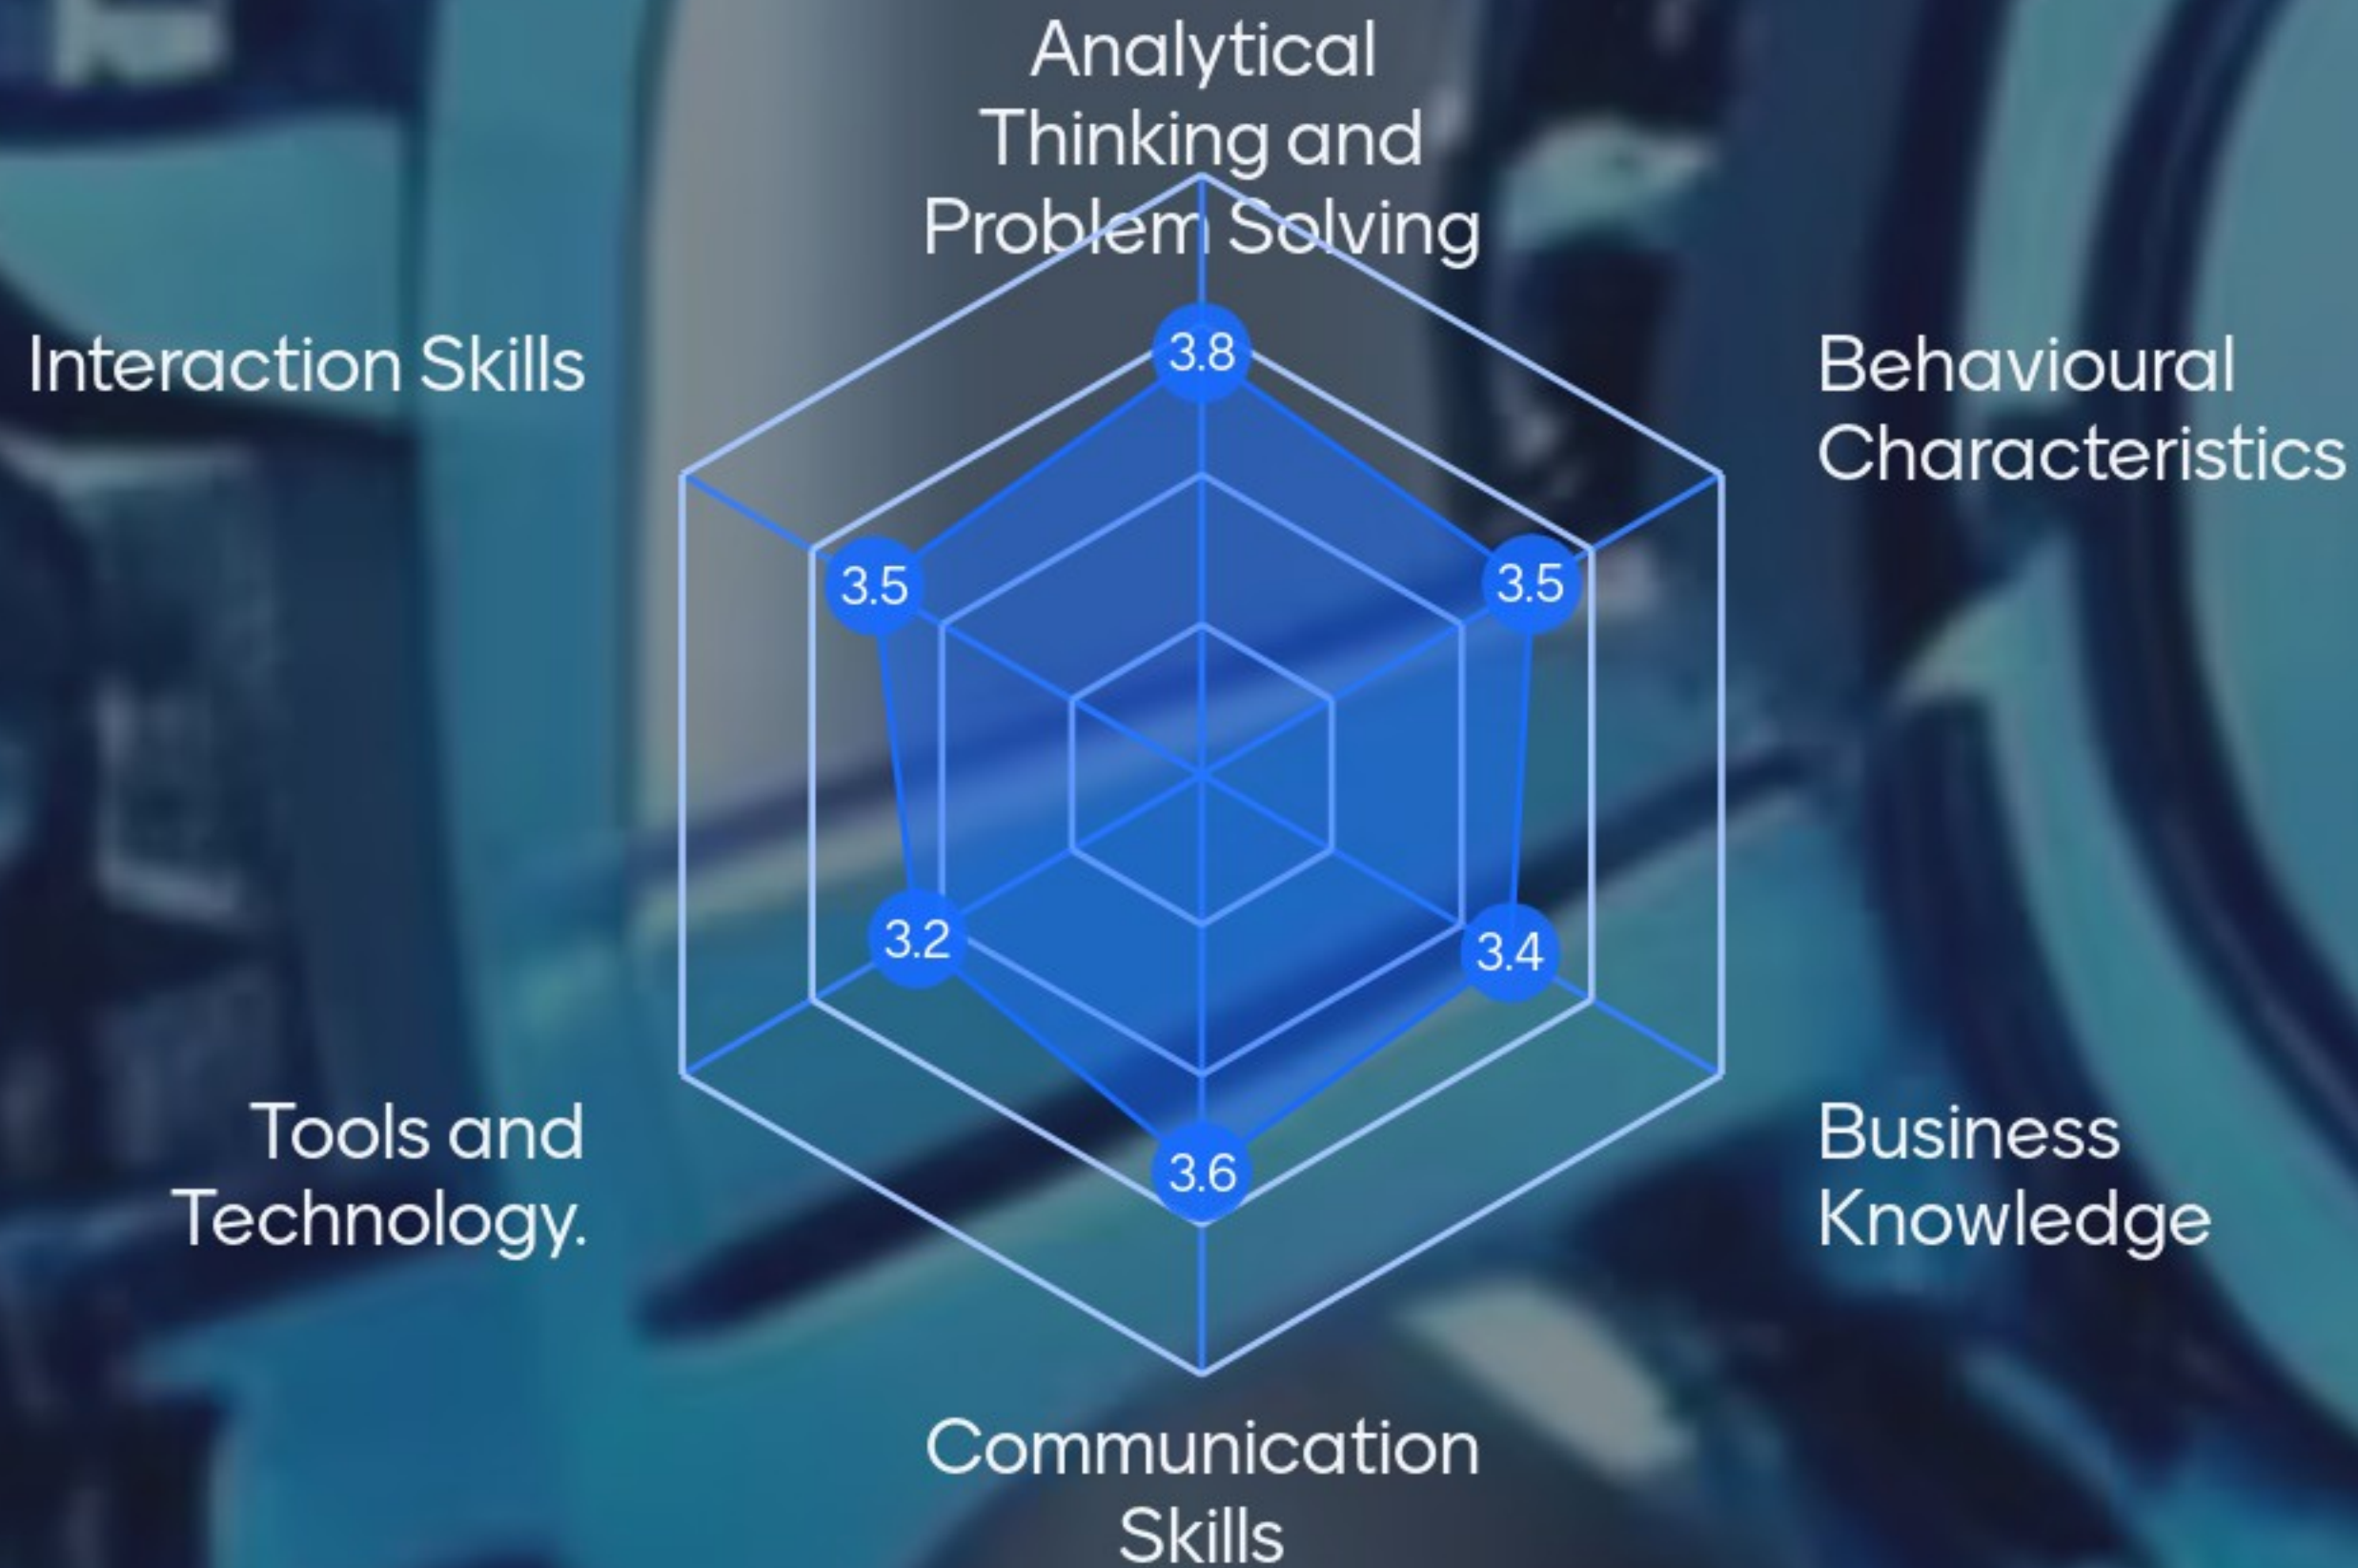 Analytical
Thinking and
Problem Solving
Interaction Skills
Behavioural
Characteristics
3.8
3.5
3.5
3.2
3.4
3.6
Tools and
Technology.
Business
Knowledge
Communication
Skills